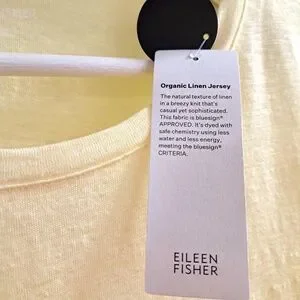 Organic Linen Jersey
The natural texture of linen
in a breezy knit that's
casual yet sophisticated.
This fabric is bluesign®
APPROVED. It's dyed with
safe chemistry using less
water and less energy,
meeting the bluesign®
CRITERIA.
EILEEN
FISHER